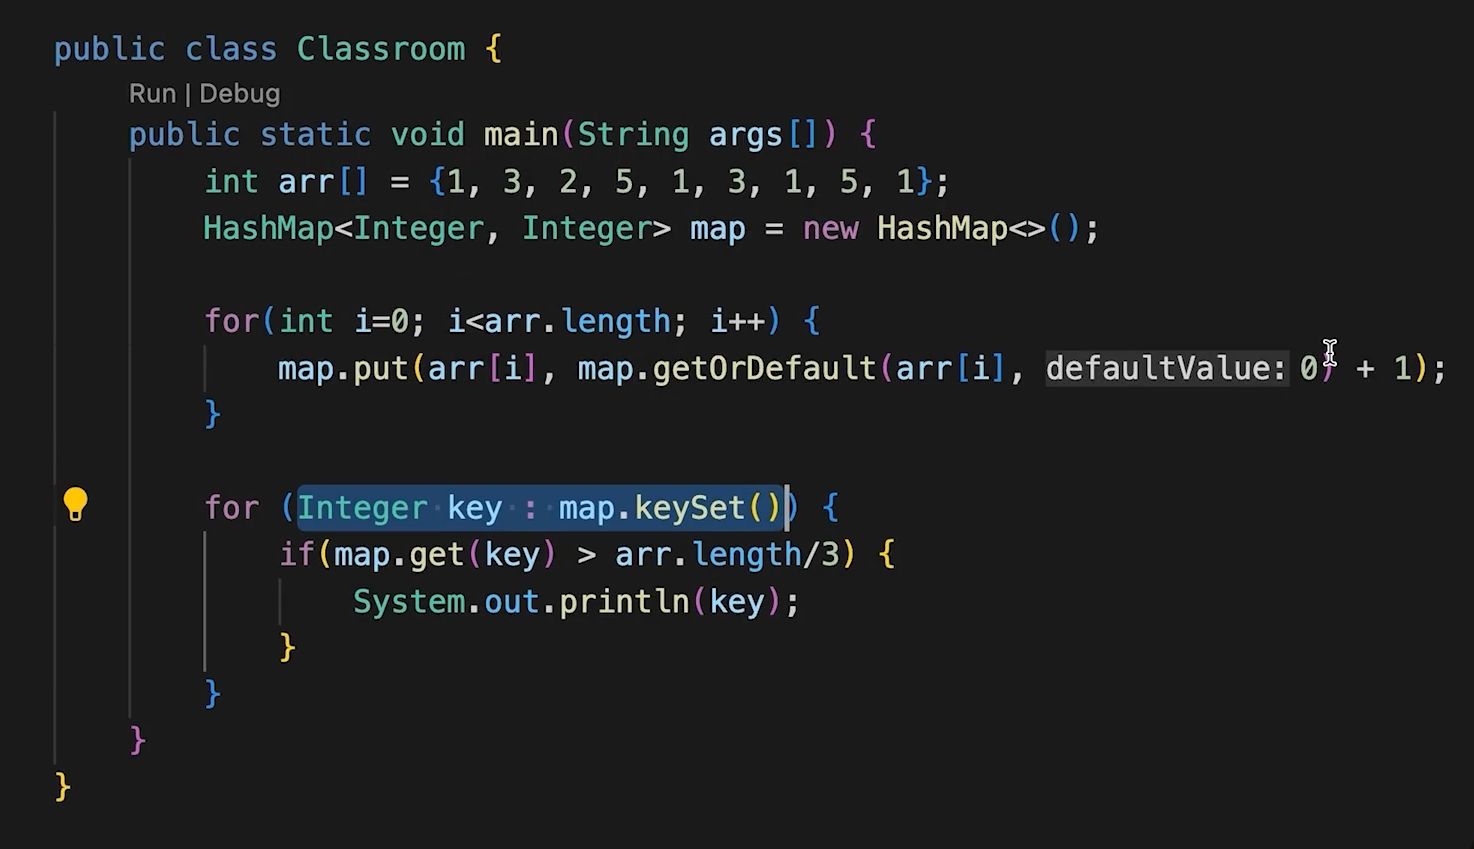 public class Classroom {
Run | Debug
public static void main(String args[]) {
int arr[] = {1, 3, 2, 5, 1, 3, 1, 5, 1};
HashMap<Integer, Integer> map = new HashMap<>();
for(int i=0; i<arr.length; i++) {
map.put(arr[i], map.getOrDefault(arr[i], defaultValue: 0) + 1);
}
for (Integer key : map.keySet()) {
if(map.get(key) > arr.length/3) {
System.out.println(key);
}
}
}
}